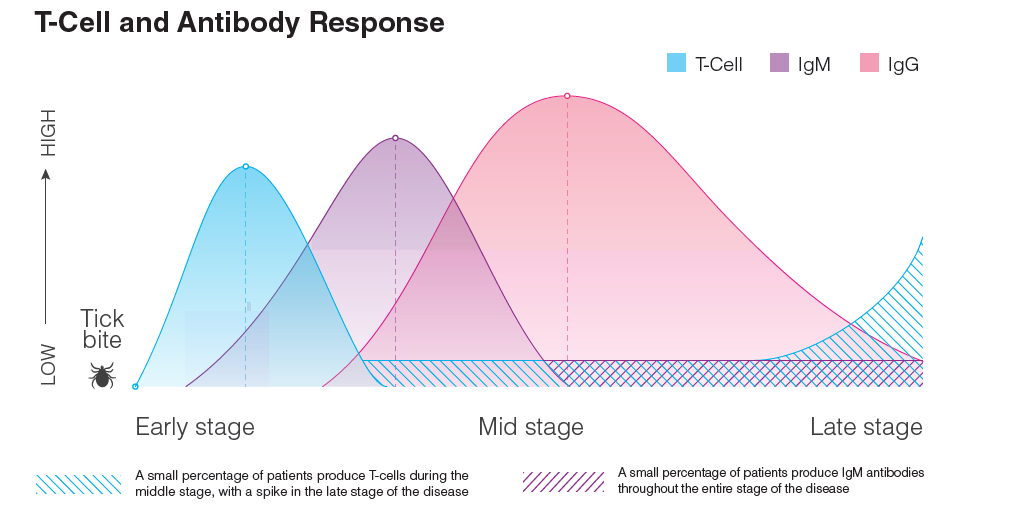 T-Cell and Antibody Response
T-Cell
IgM
IgG
HIGH
LOW
Tick
bite
Early stage
Mid stage
Late stage
A small percentage of patients produce T-cells during the
middle stage, with a spike in the late stage of the disease
A small percentage of patients produce IgM antibodies
throughout the entire stage of the disease